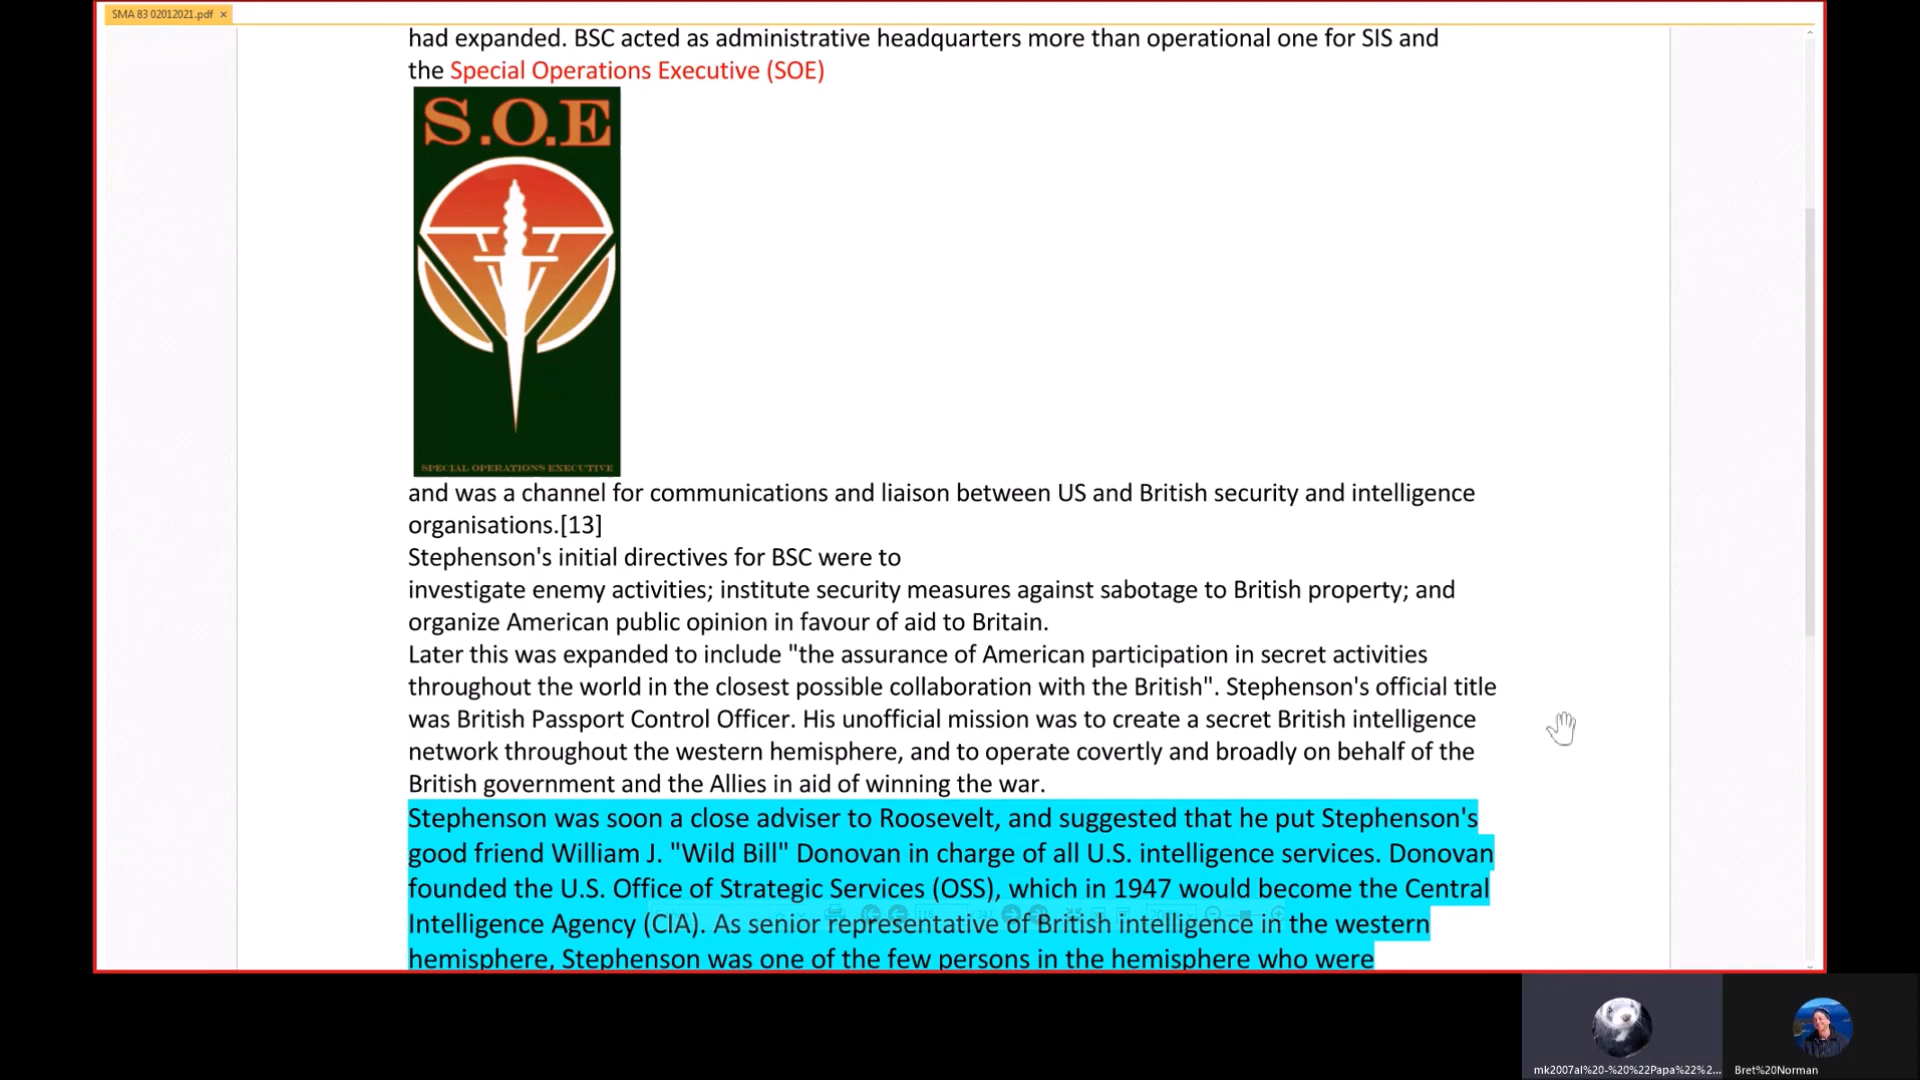 SMA 83 02012021.pdf ×
had expanded. BSC acted as administrative headquarters more than operational one for SIS and
the Special Operations Executive (SOE)
S.O.E
SPECIAL OPERATIONS EXECUTIVE
and was a channel for communications and liaison between US and British security and intelligence
organisations.[13]
Stephenson's initial directives for BSC were to
investigate enemy activities; institute security measures against sabotage to British property; and
organize American public opinion in favour of aid to Britain.
Later this was expanded to include "the assurance of American participation in secret activities
throughout the world in the closest possible collaboration with the British". Stephenson's official title
was British Passport Control Officer. His unofficial mission was to create a secret British intelligence
network throughout the western hemisphere, and to operate covertly and broadly on behalf of the
British government and the Allies in aid of winning the war.
Stephenson was soon a close adviser to Roosevelt, and suggested that he put Stephenson's
good friend William J. "Wild Bill" Donovan in charge of all U.S. intelligence services. Donovan
founded the U.S. Office of Strategic Services (OSS), which in 1947 would become the Central
Intelligence Agency (CIA). As senior representative of British intelligence in the western
hemisphere, Stephenson was one of the few persons in the hemisphere who were
mk2007al%20-%20%22Papa%22%2...
Bret%20Norman